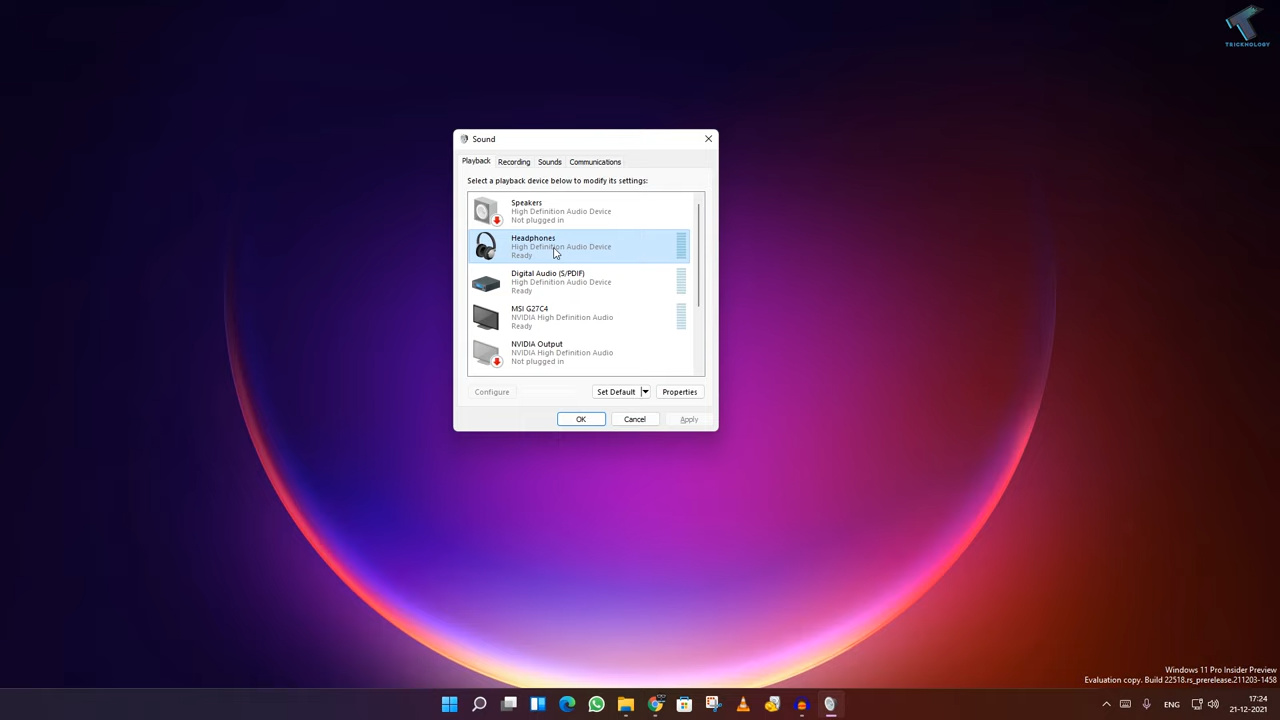 TRICKNOLOGY
Sound
Playback Recording Sounds Communications
Select a playback device below to modify its settings:
Speakers
High Definition Audio Device
Not plugged in
Headphones
High Definition Audio Device
Ready
Digital Audio (S/PDIF)
High Definition Audio Device
Ready
MSI G27C4
NVIDIA High Definition Audio
Ready
NVIDIA Output
NVIDIA High Definition Audio
Not plugged in
Configure Set Default Properties
OK Cancel Apply
Windows 11 Pro Insider Preview
Evaluation copy. Build 22518.rs_prerelease.211203-1458
ENG
17:24
21-12-2021